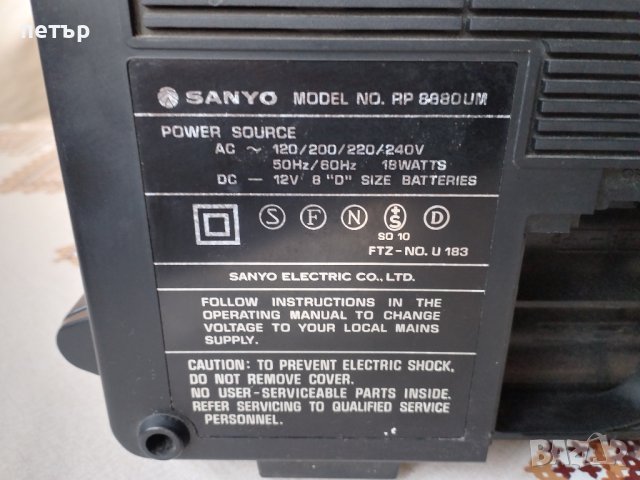 петър
SANYO MODEL NO. RP 8880UM
POWER SOURCE
AC ~ 120/200/220/240V
50Hz/60Hz 18WATTS
DC — 12V 8 "D" SIZE BATTERIES
S F N +S D
SO 10
FTZ-NO. U 183
SANYO ELECTRIC CO., LTD.
FOLLOW INSTRUCTIONS IN THE
OPERATING MANUAL TO CHANGE
VOLTAGE TO YOUR LOCAL MAINS
SUPPLY.
CAUTION: TO PREVENT ELECTRIC SHOCK,
DO NOT REMOVE COVER.
NO USER-SERVICEABLE PARTS INSIDE.
REFER SERVICING TO QUALIFIED SERVICE
PERSONNEL.
BAZAR